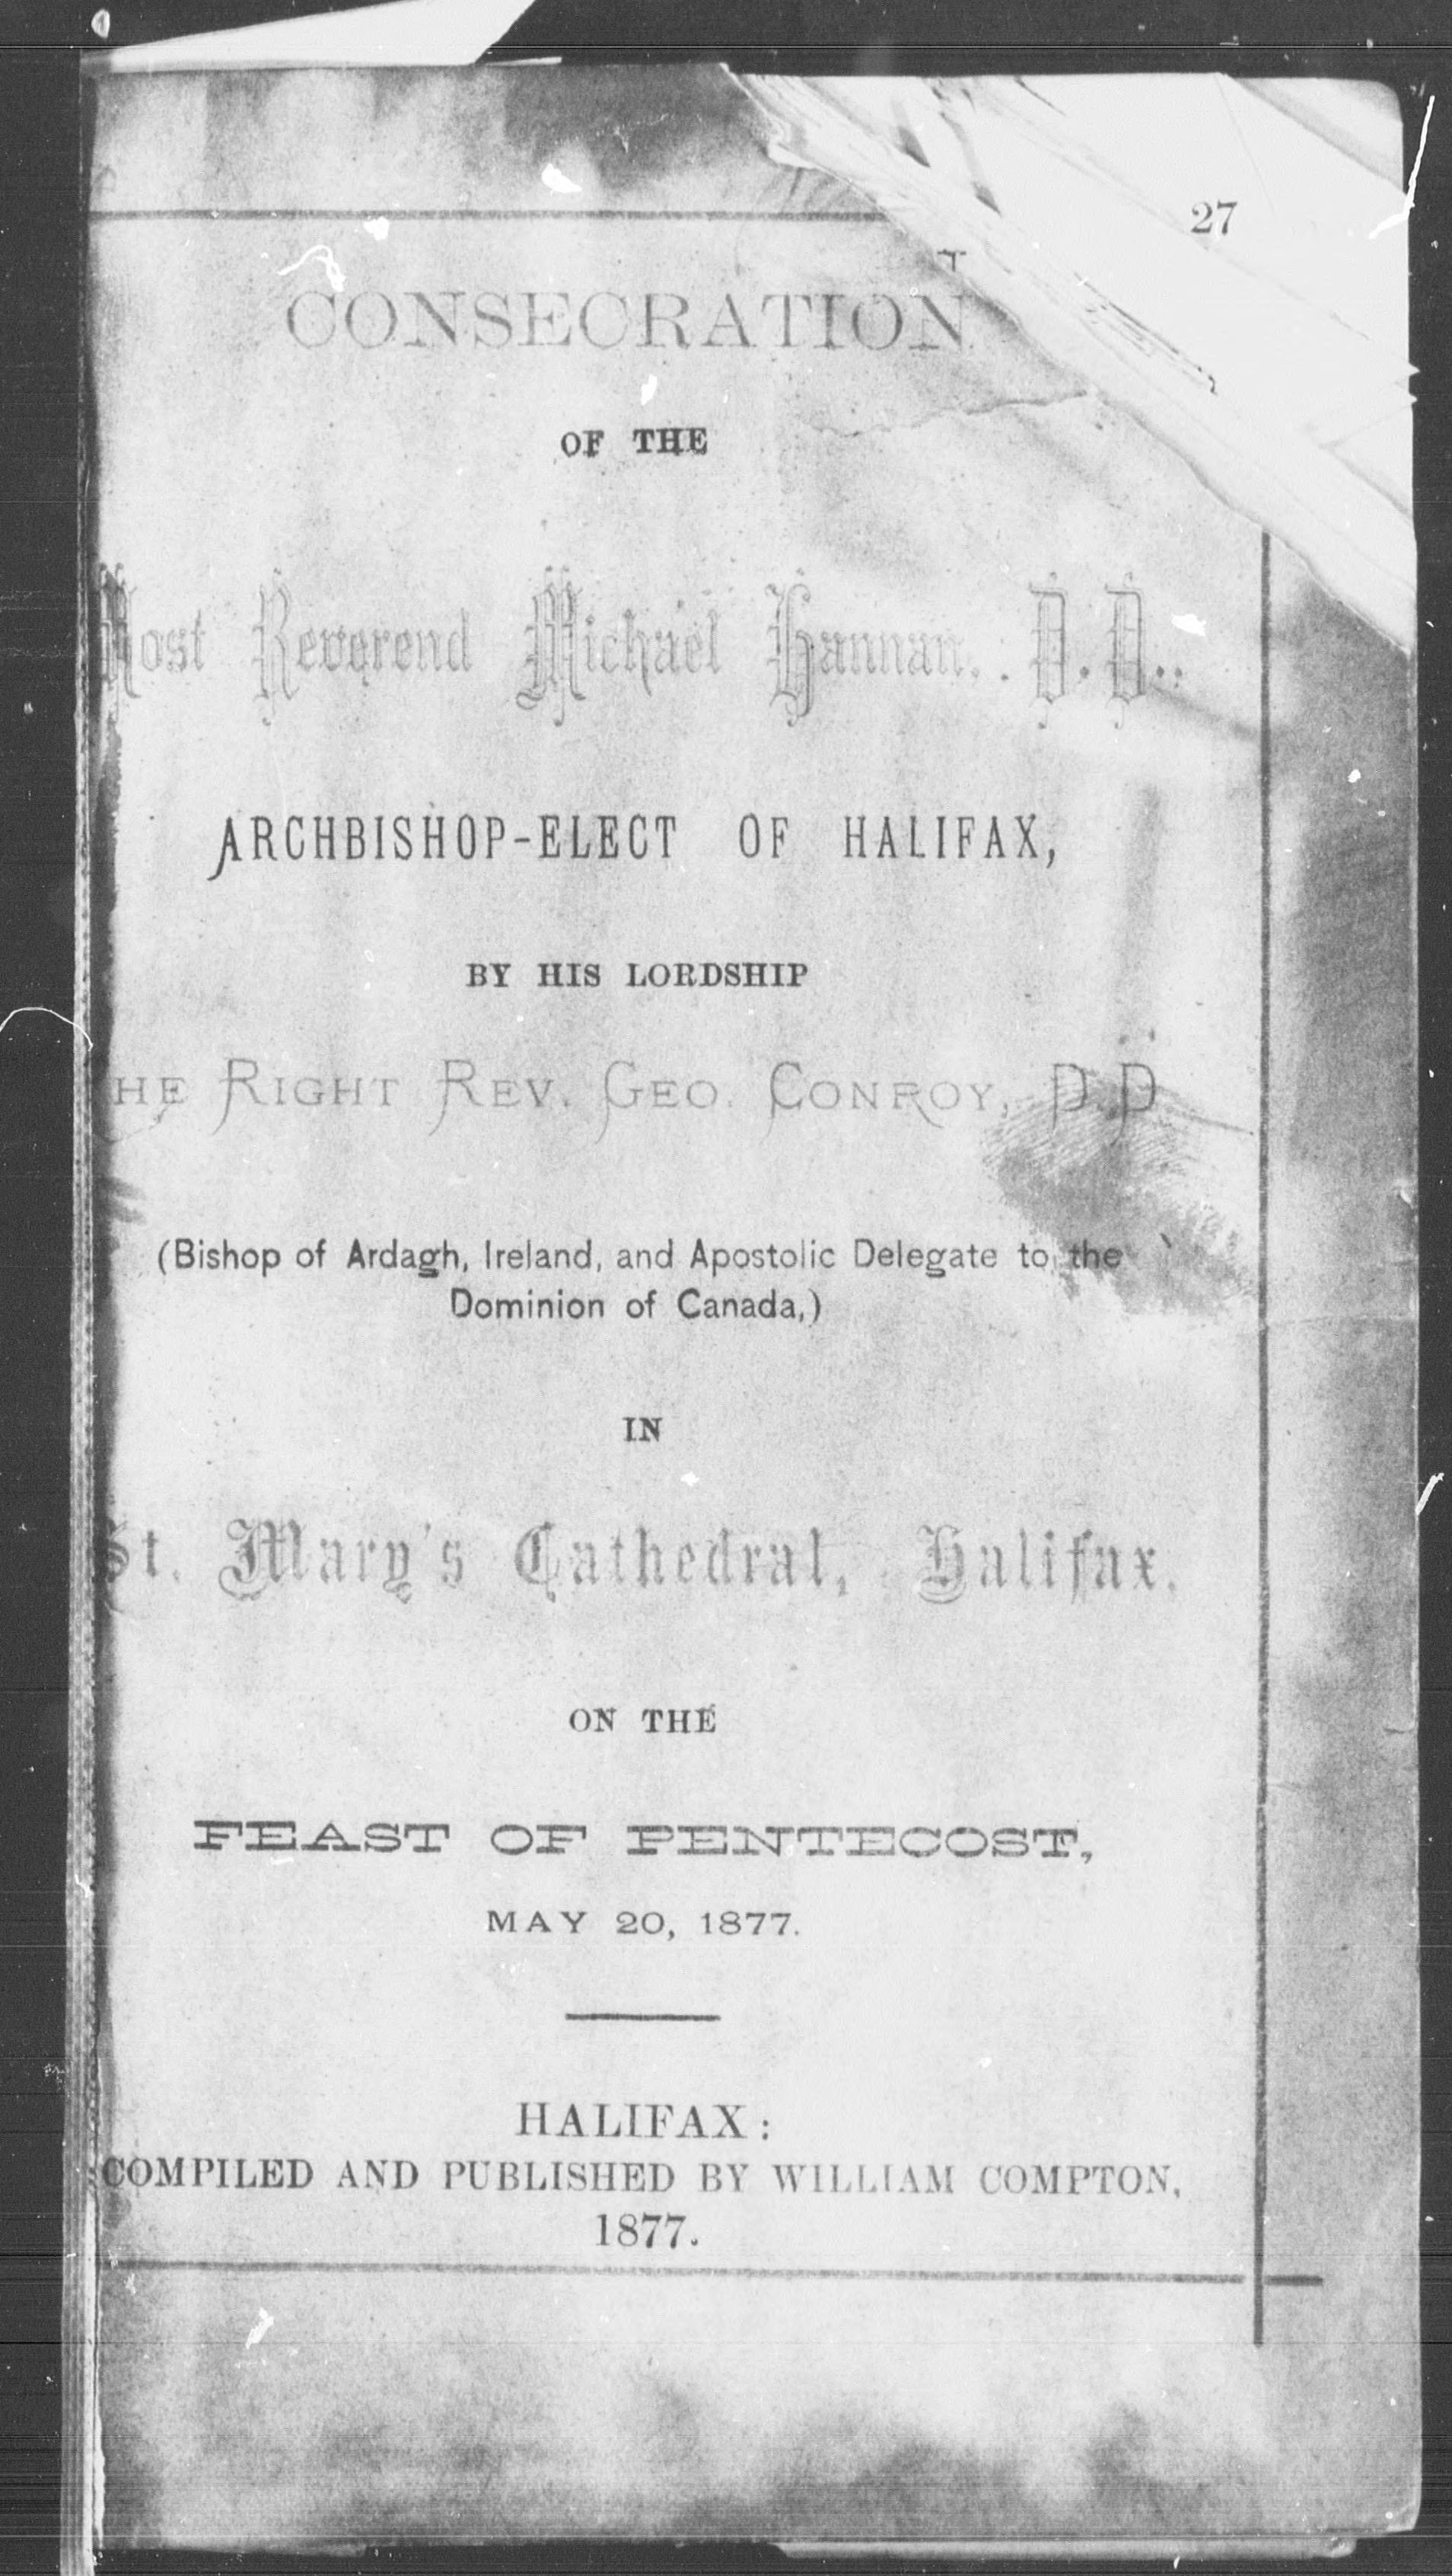 27
CONSECRATION
OF THE
Most Reverend Michael Hannan, D.D.,
ARCHBISHOP-ELECT OF HALIFAX,
BY HIS LORDSHIP
HE RIGHT REV. GEO. CONROY, D.D
(Bishop of Ardagh, Ireland, and Apostolic Delegate to the
Dominion of Canada,)
IN
St. Mary's Cathedral, Halifax,
ON THE
FEAST OF PENTECOST,
MAY 20, 1877.
HALIFAX:
COMPILED AND PUBLISHED BY WILLIAM COMPTON,
1877.